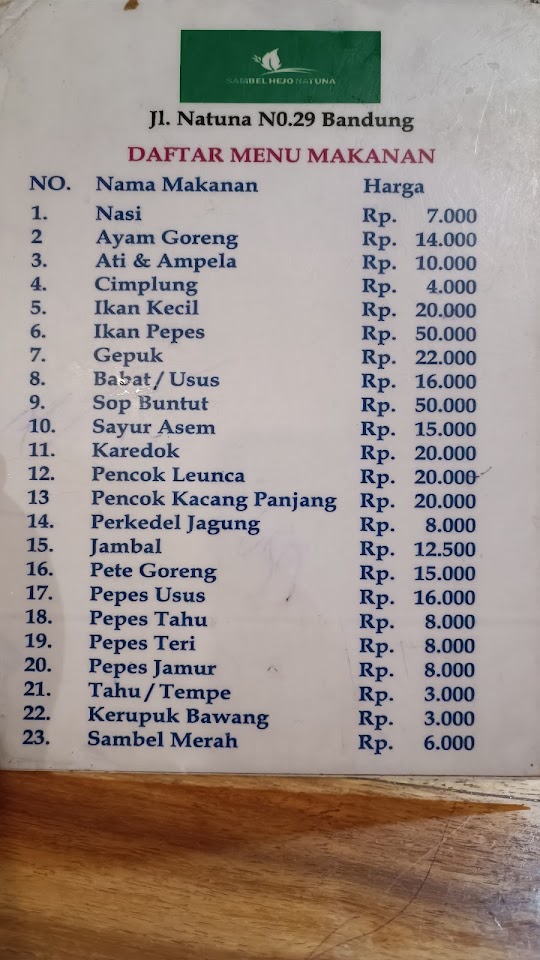 SAMBEL HEJO NATUNA
Jl. Natuna N0.29 Bandung
DAFTAR MENU MAKANAN
NO. Nama Makanan Harga
1. Nasi Rp. 7.000
2 Ayam Goreng Rp. 14.000
3. Ati & Ampela Rp. 10.000
4. Cimplung Rp. 4.000
5. Ikan Kecil Rp. 20.000
6. Ikan Pepes Rp. 50.000
7. Gepuk Rp. 22.000
8. Babat / Usus Rp. 16.000
9. Sop Buntut Rp. 50.000
10. Sayur Asem Rp. 15.000
11. Karedok Rp. 20.000
12. Pencok Leunca Rp. 20.000
13 Pencok Kacang Panjang Rp. 20.000
14. Perkedel Jagung Rp. 8.000
15. Jambal Rp. 12.500
16. Pete Goreng Rp. 15.000
17. Pepes Usus Rp. 16.000
18. Pepes Tahu Rp. 8.000
19. Pepes Teri Rp. 8.000
20. Pepes Jamur Rp. 8.000
21. Tahu / Tempe Rp. 3.000
22. Kerupuk Bawang Rp. 3.000
23. Sambel Merah Rp. 6.000